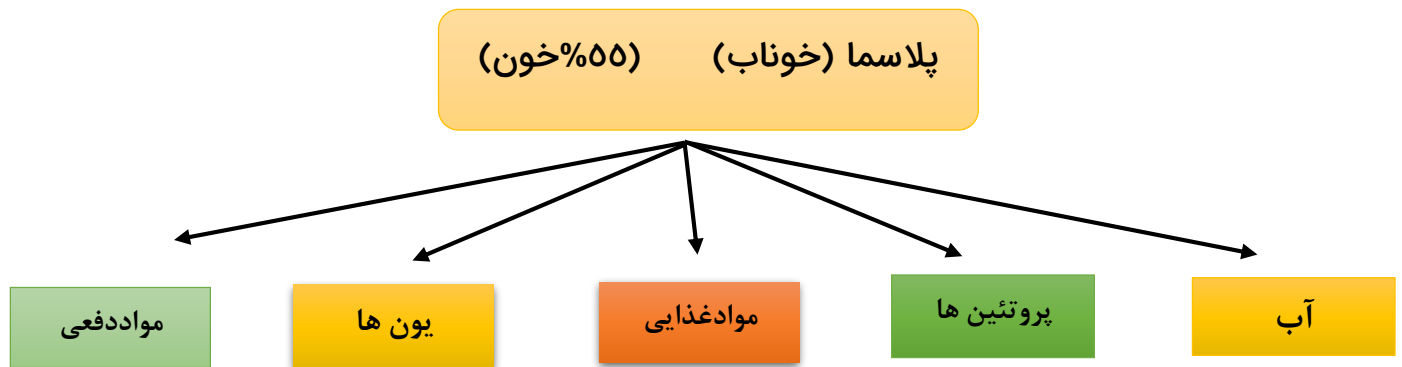 پلاسما (خوناب) (۵۵%خون)
آب
پروتئین ها
موادغذایی
یون ها
مواددفعی